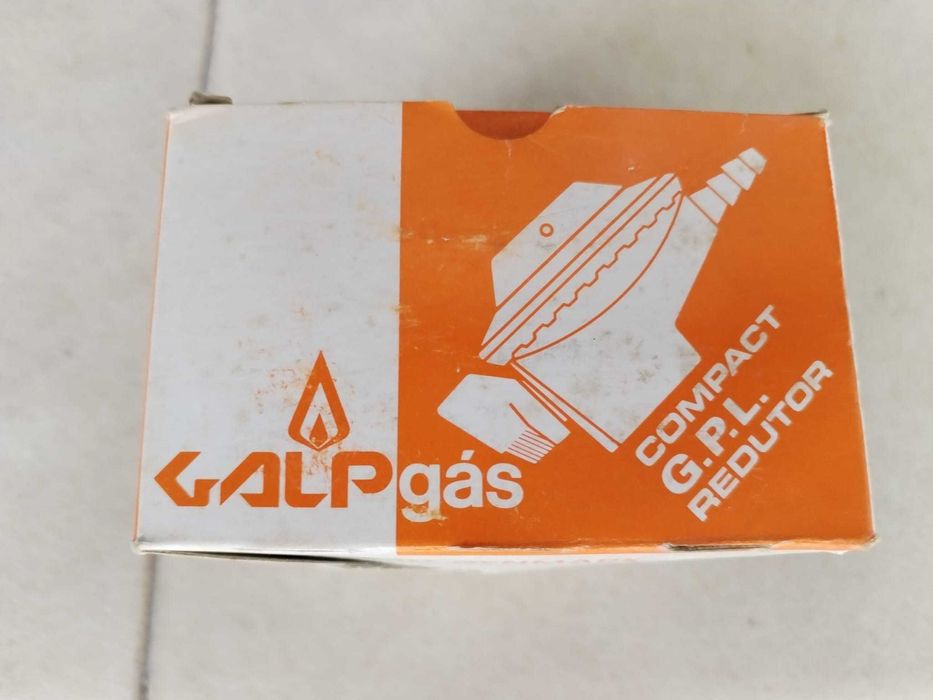 GALPgás
COMPACT
G.P.L.
REDUTOR